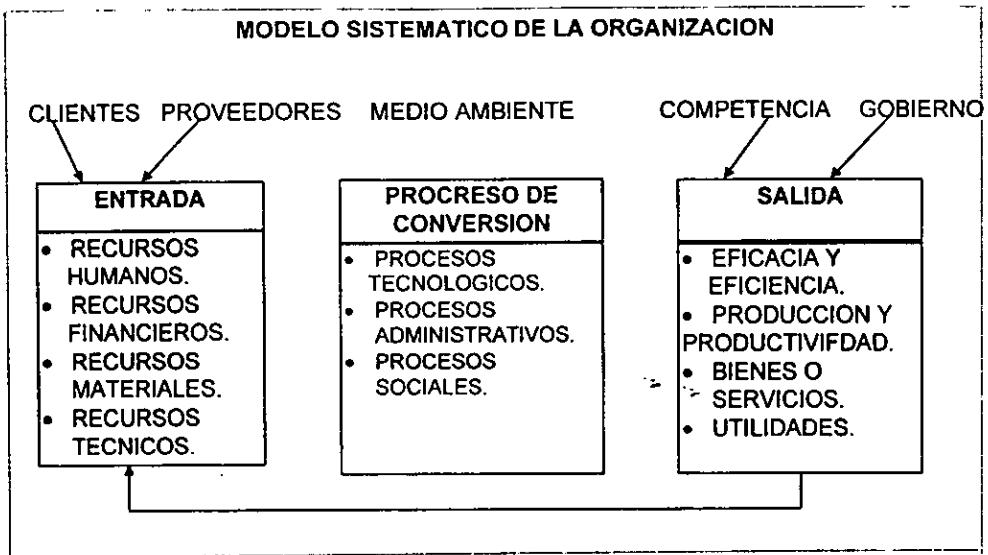 MODELO SISTEMATICO DE LA ORGANIZACION
CLIENTES PROVEEDORES MEDIO AMBIENTE COMPETENCIA GOBIERNO
ENTRADA
• RECURSOS
HUMANOS.
• RECURSOS
FINANCIEROS.
• RECURSOS
MATERIALES.
• RECURSOS
TECNICOS.
PROCRESO DE
CONVERSION
• PROCESOS
TECNOLOGICOS.
• PROCESOS
ADMINISTRATIVOS.
• PROCESOS
SOCIALES.
SALIDA
• EFICACIA Y
EFICIENCIA.
• PRODUCCION Y
PRODUCTIVIFDAD.
• BIENES O
SERVICIOS.
• UTILIDADES.